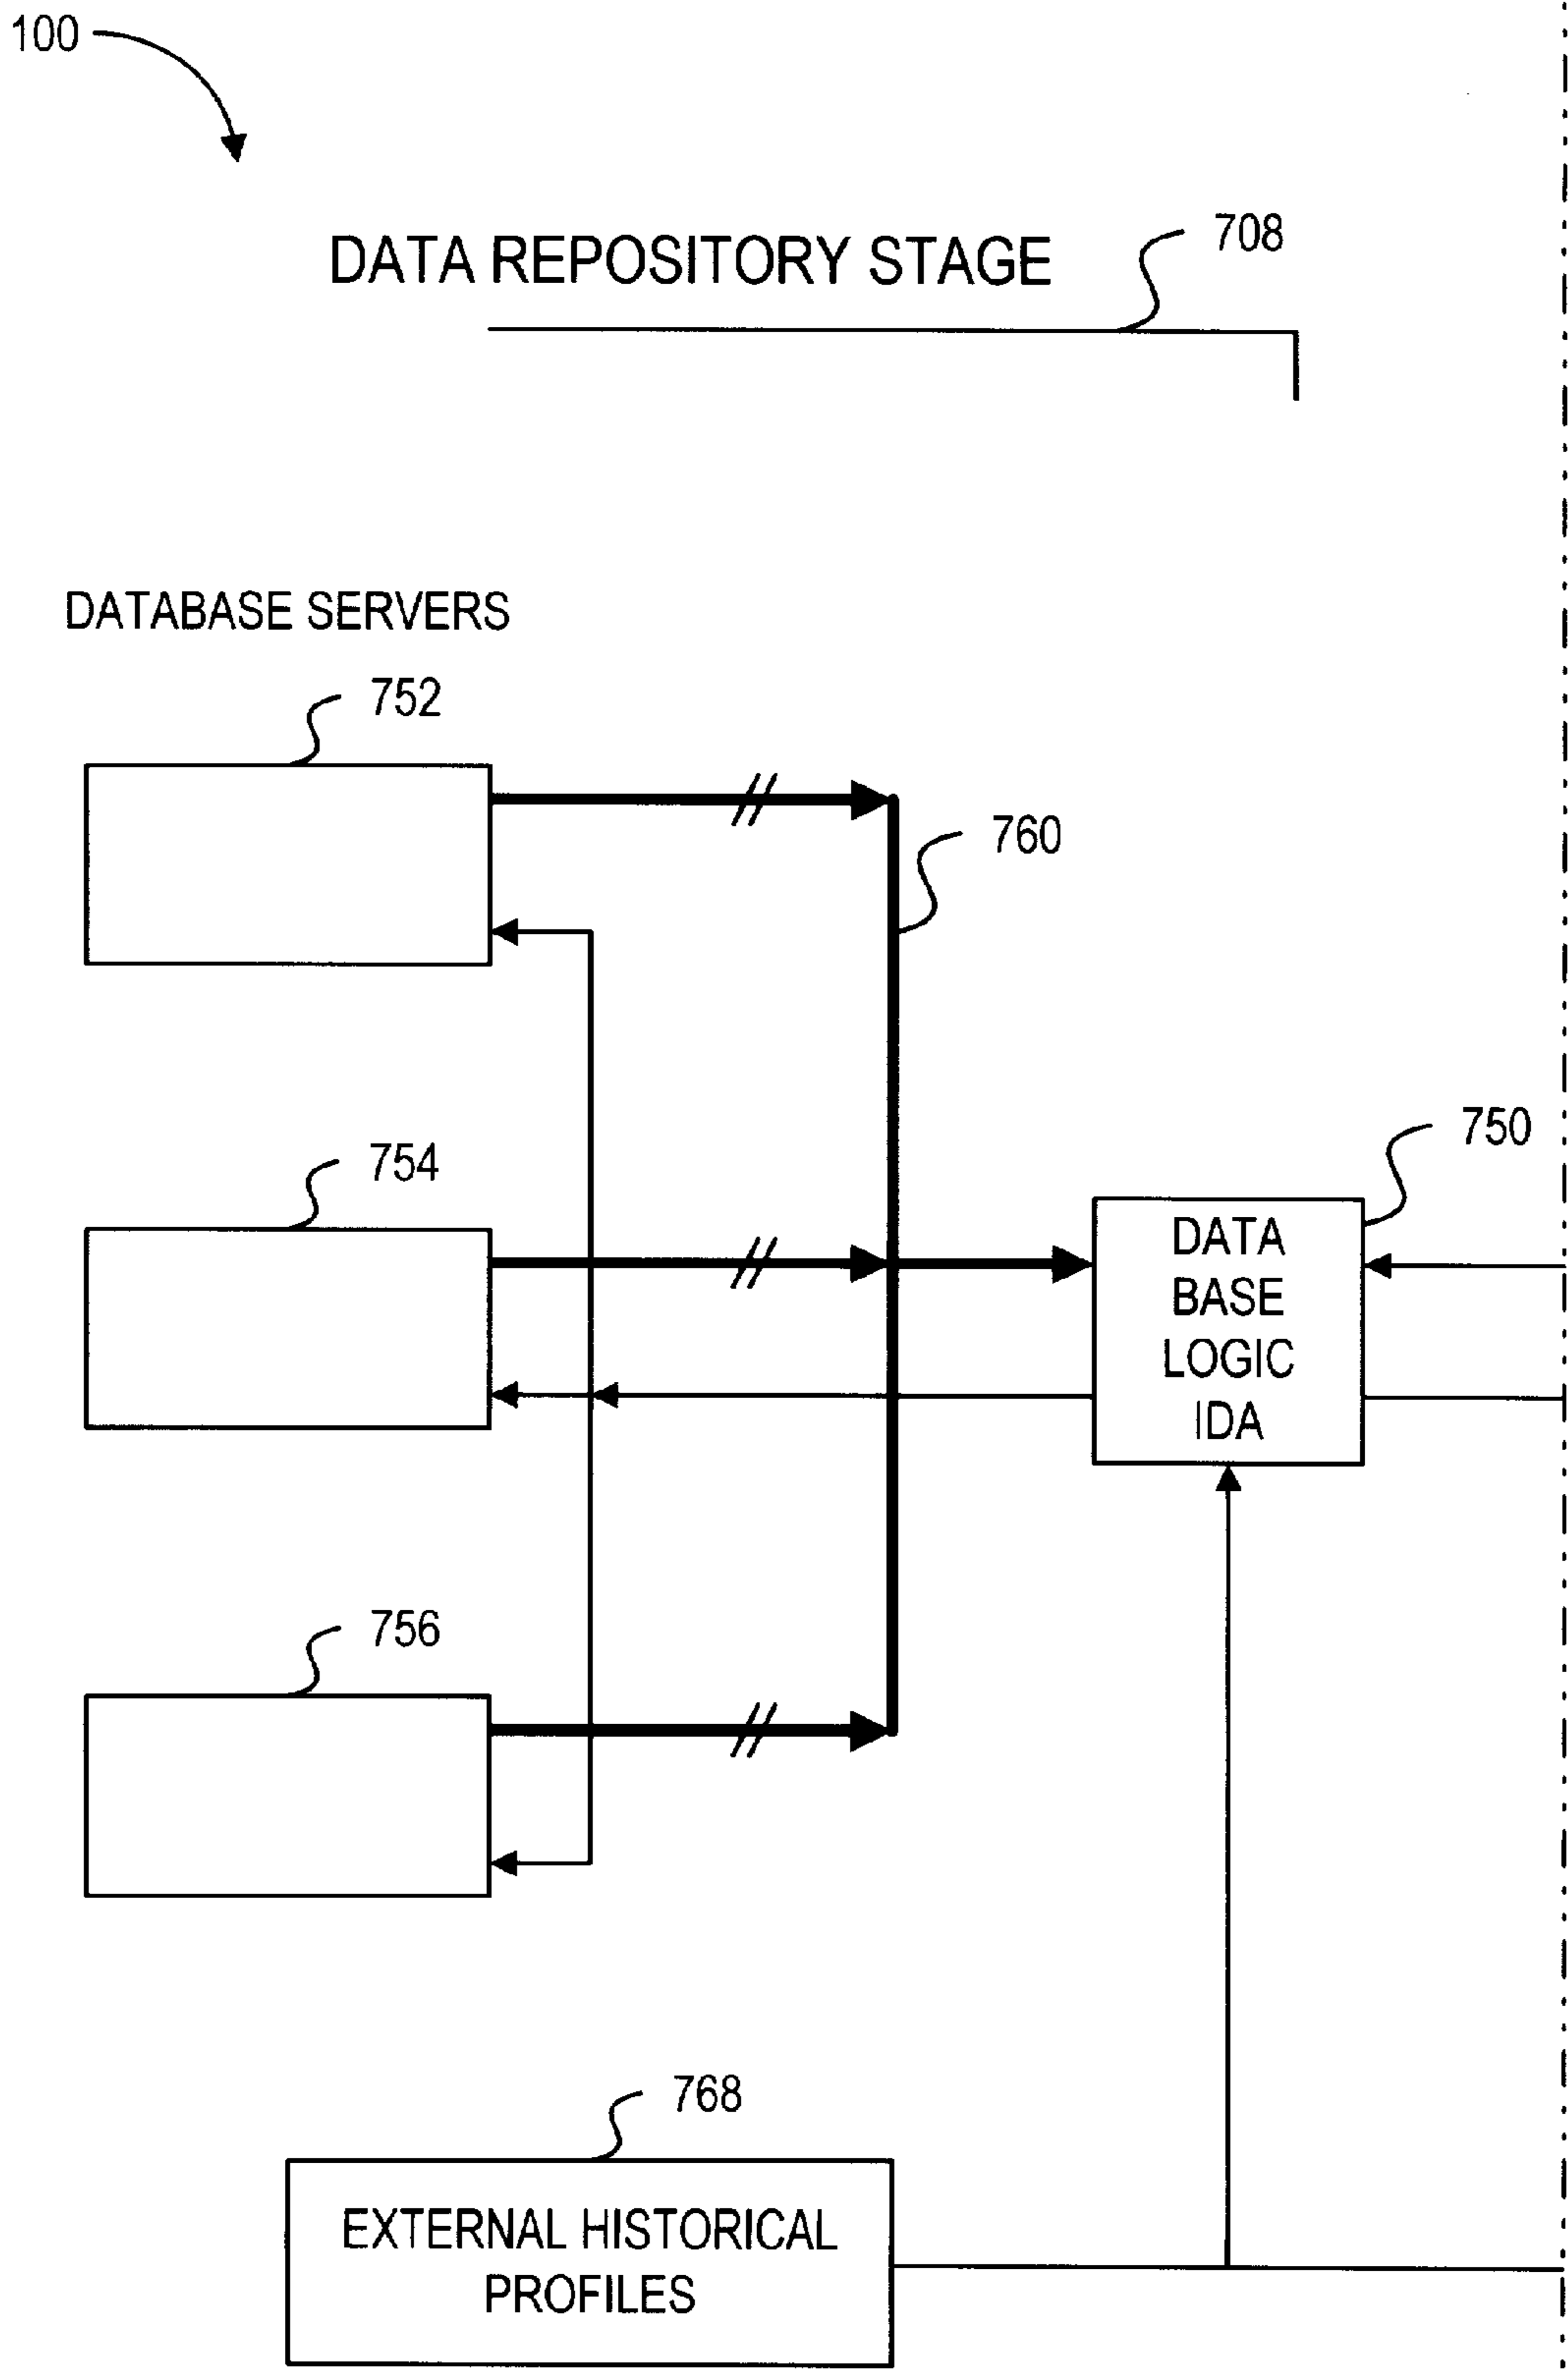 100
708
DATA REPOSITORY STAGE
DATABASE SERVERS
752
760
754
750
DATA
BASE
LOGIC
IDA
756
768
EXTERNAL HISTORICAL
PROFILES